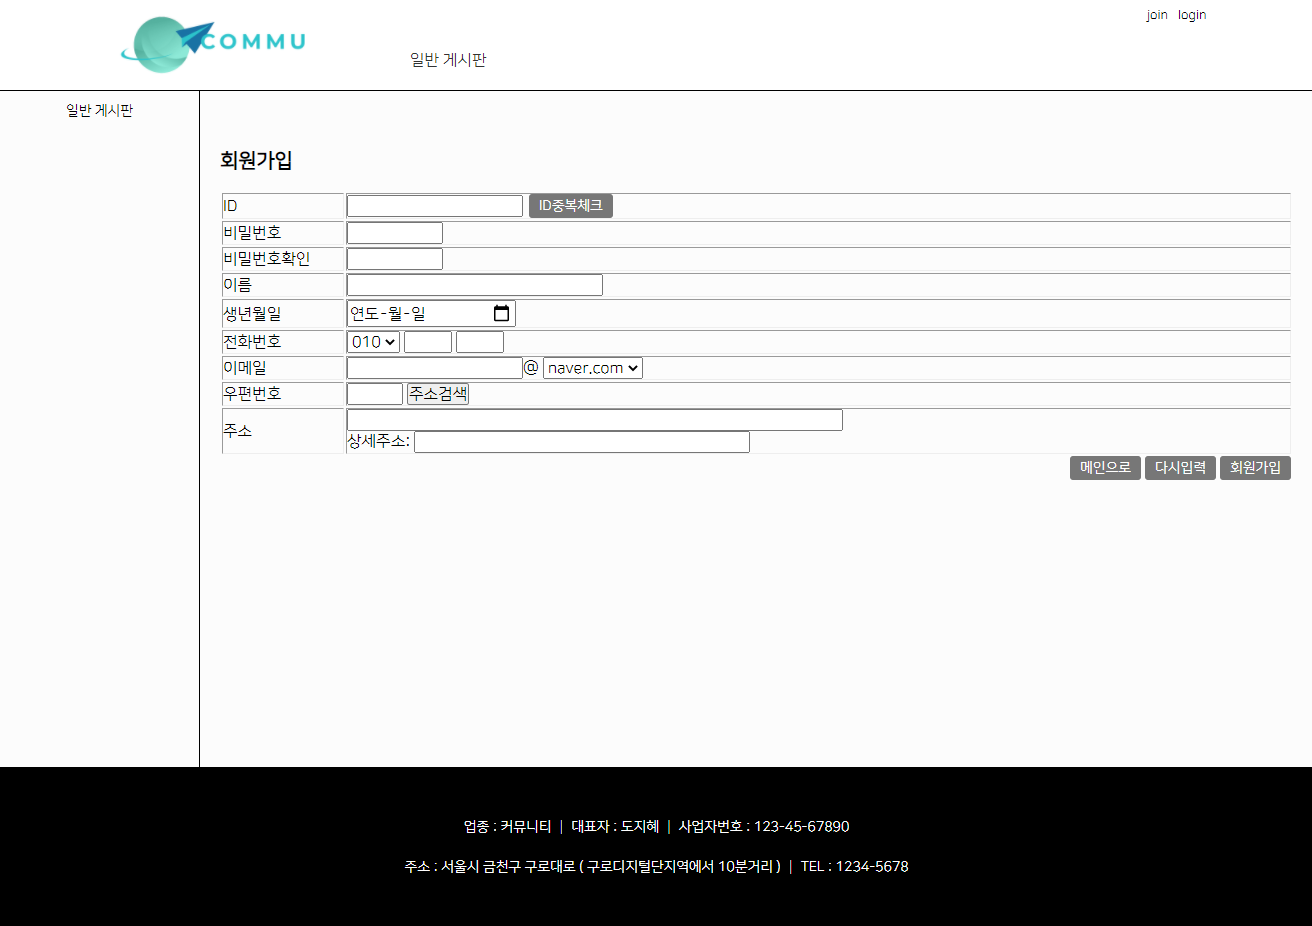 join login
COMMU
일반 게시판
일반 게시판
회원가입
ID ID중복체크
비밀번호
비밀번호확인
이름
생년월일 연도-월-일
전화번호 010
이메일 @ naver.com
우편번호 주소검색
주소
상세주소:
메인으로 다시입력 회원가입
업종 : 커뮤니티 | 대표자 : 도지혜 | 사업자번호 : 123-45-67890
주소 : 서울시 금천구 구로대로 ( 구로디지털단지역에서 10분거리 ) | TEL : 1234-5678